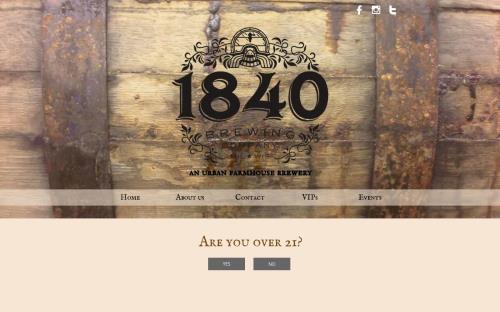 1840
BREWING
COMPANY
AN URBAN FARMHOUSE BREWERY
Home About us Contact VIPs Events
Are you over 21?
YES NO